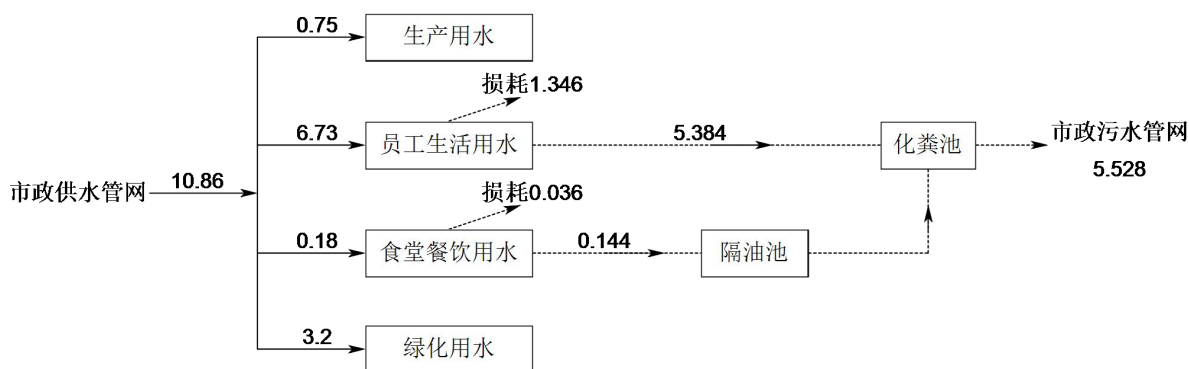 0.75
生产用水
损耗1.346
6.73
员工生活用水
5.384
化粪池
市政污水管网
5.528
市政供水管网
10.86
损耗0.036
0.18
食堂餐饮用水
0.144
隔油池
3.2
绿化用水